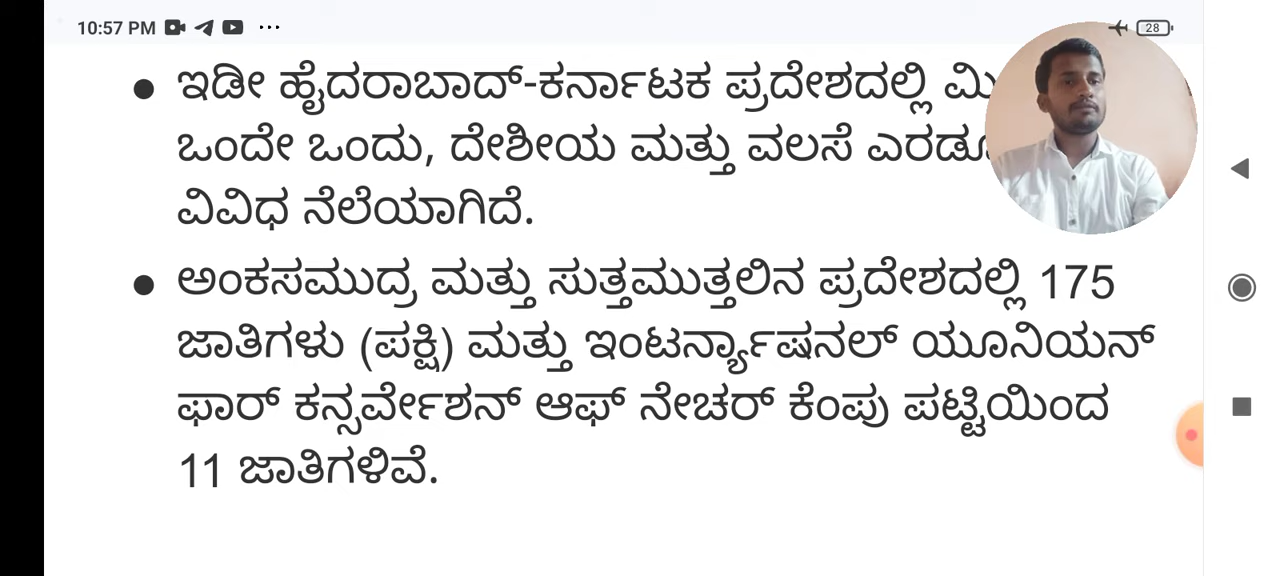 10:57 PM ... 28
• ಇಡೀ ಹೈದರಾಬಾದ್-ಕರ್ನಾಟಕ ಪ್ರದೇಶದಲ್ಲಿ
ಒಂದೇ ಒಂದು, ದೇಶೀಯ ಮತ್ತು ವಲಸೆ
ವಿವಿಧ ನೆಲೆಯಾಗಿದೆ.
• ಅಂಕಸಮುದ್ರ ಮತ್ತು ಸುತ್ತಮುತ್ತಲಿನ ಪ್ರದೇಶದಲ್ಲಿ 175
ಜಾತಿಗಳು (ಪಕ್ಷಿ) ಮತ್ತು ಇಂಟರ್ನ್ಯಾಷನಲ್ ಯೂನಿಯನ್
ಫಾರ್ ಕನ್ಸರ್ವೇಶನ್ ಆಫ್ ನೇಚರ್ ಕೆಂಪು ಪಟ್ಟಿಯಿಂದ
11 ಜಾತಿಗಳಿವೆ.